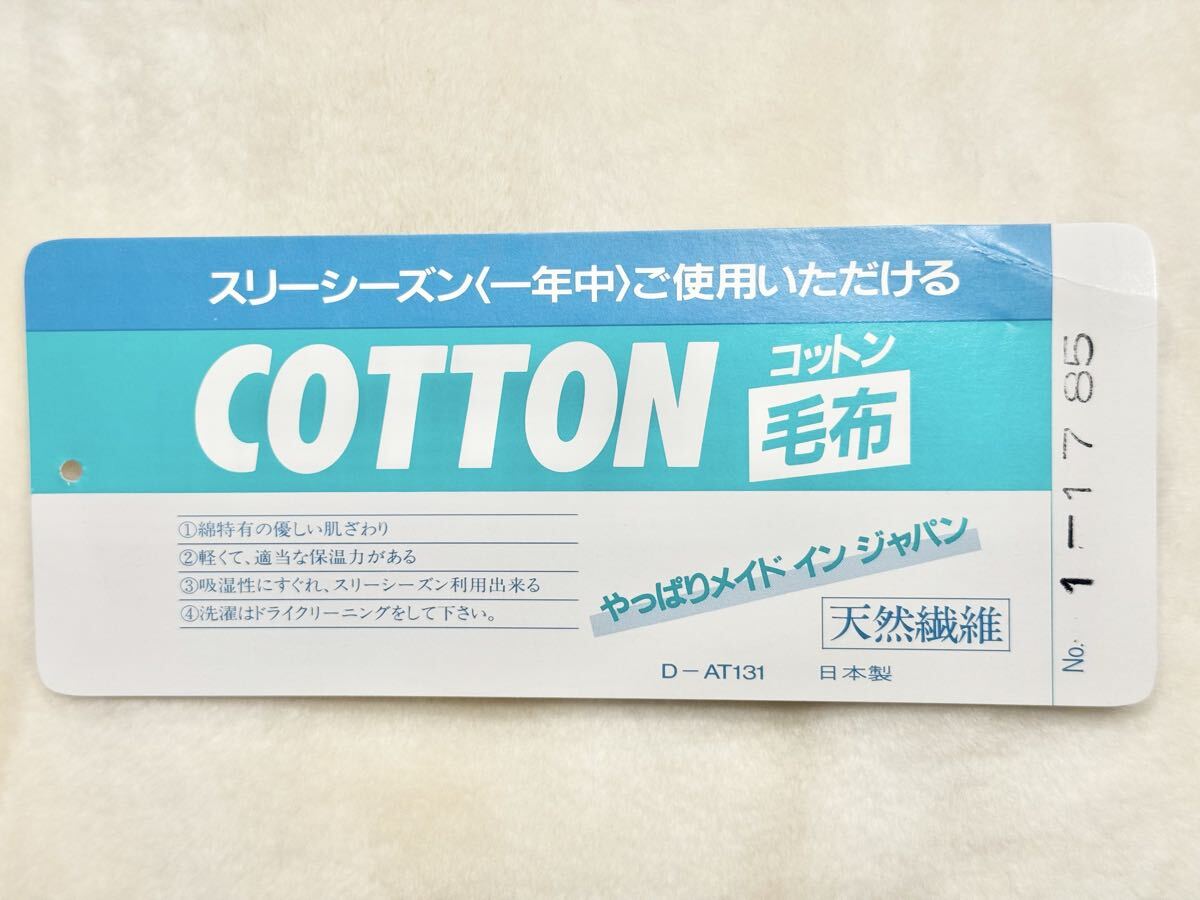 スリーシーズン〈一年中〉ご使用いただける
COTTON
コットン
毛布
①綿特有の優しい肌ざわり
②軽くて、適当な保温力がある
③吸湿性にすぐれ、スリーシーズン利用出来る
④洗濯はドライクリーニングをして下さい。
やっぱりメイド イン ジャパン
天然繊維
D－AT131 日本製
No. 1－1785